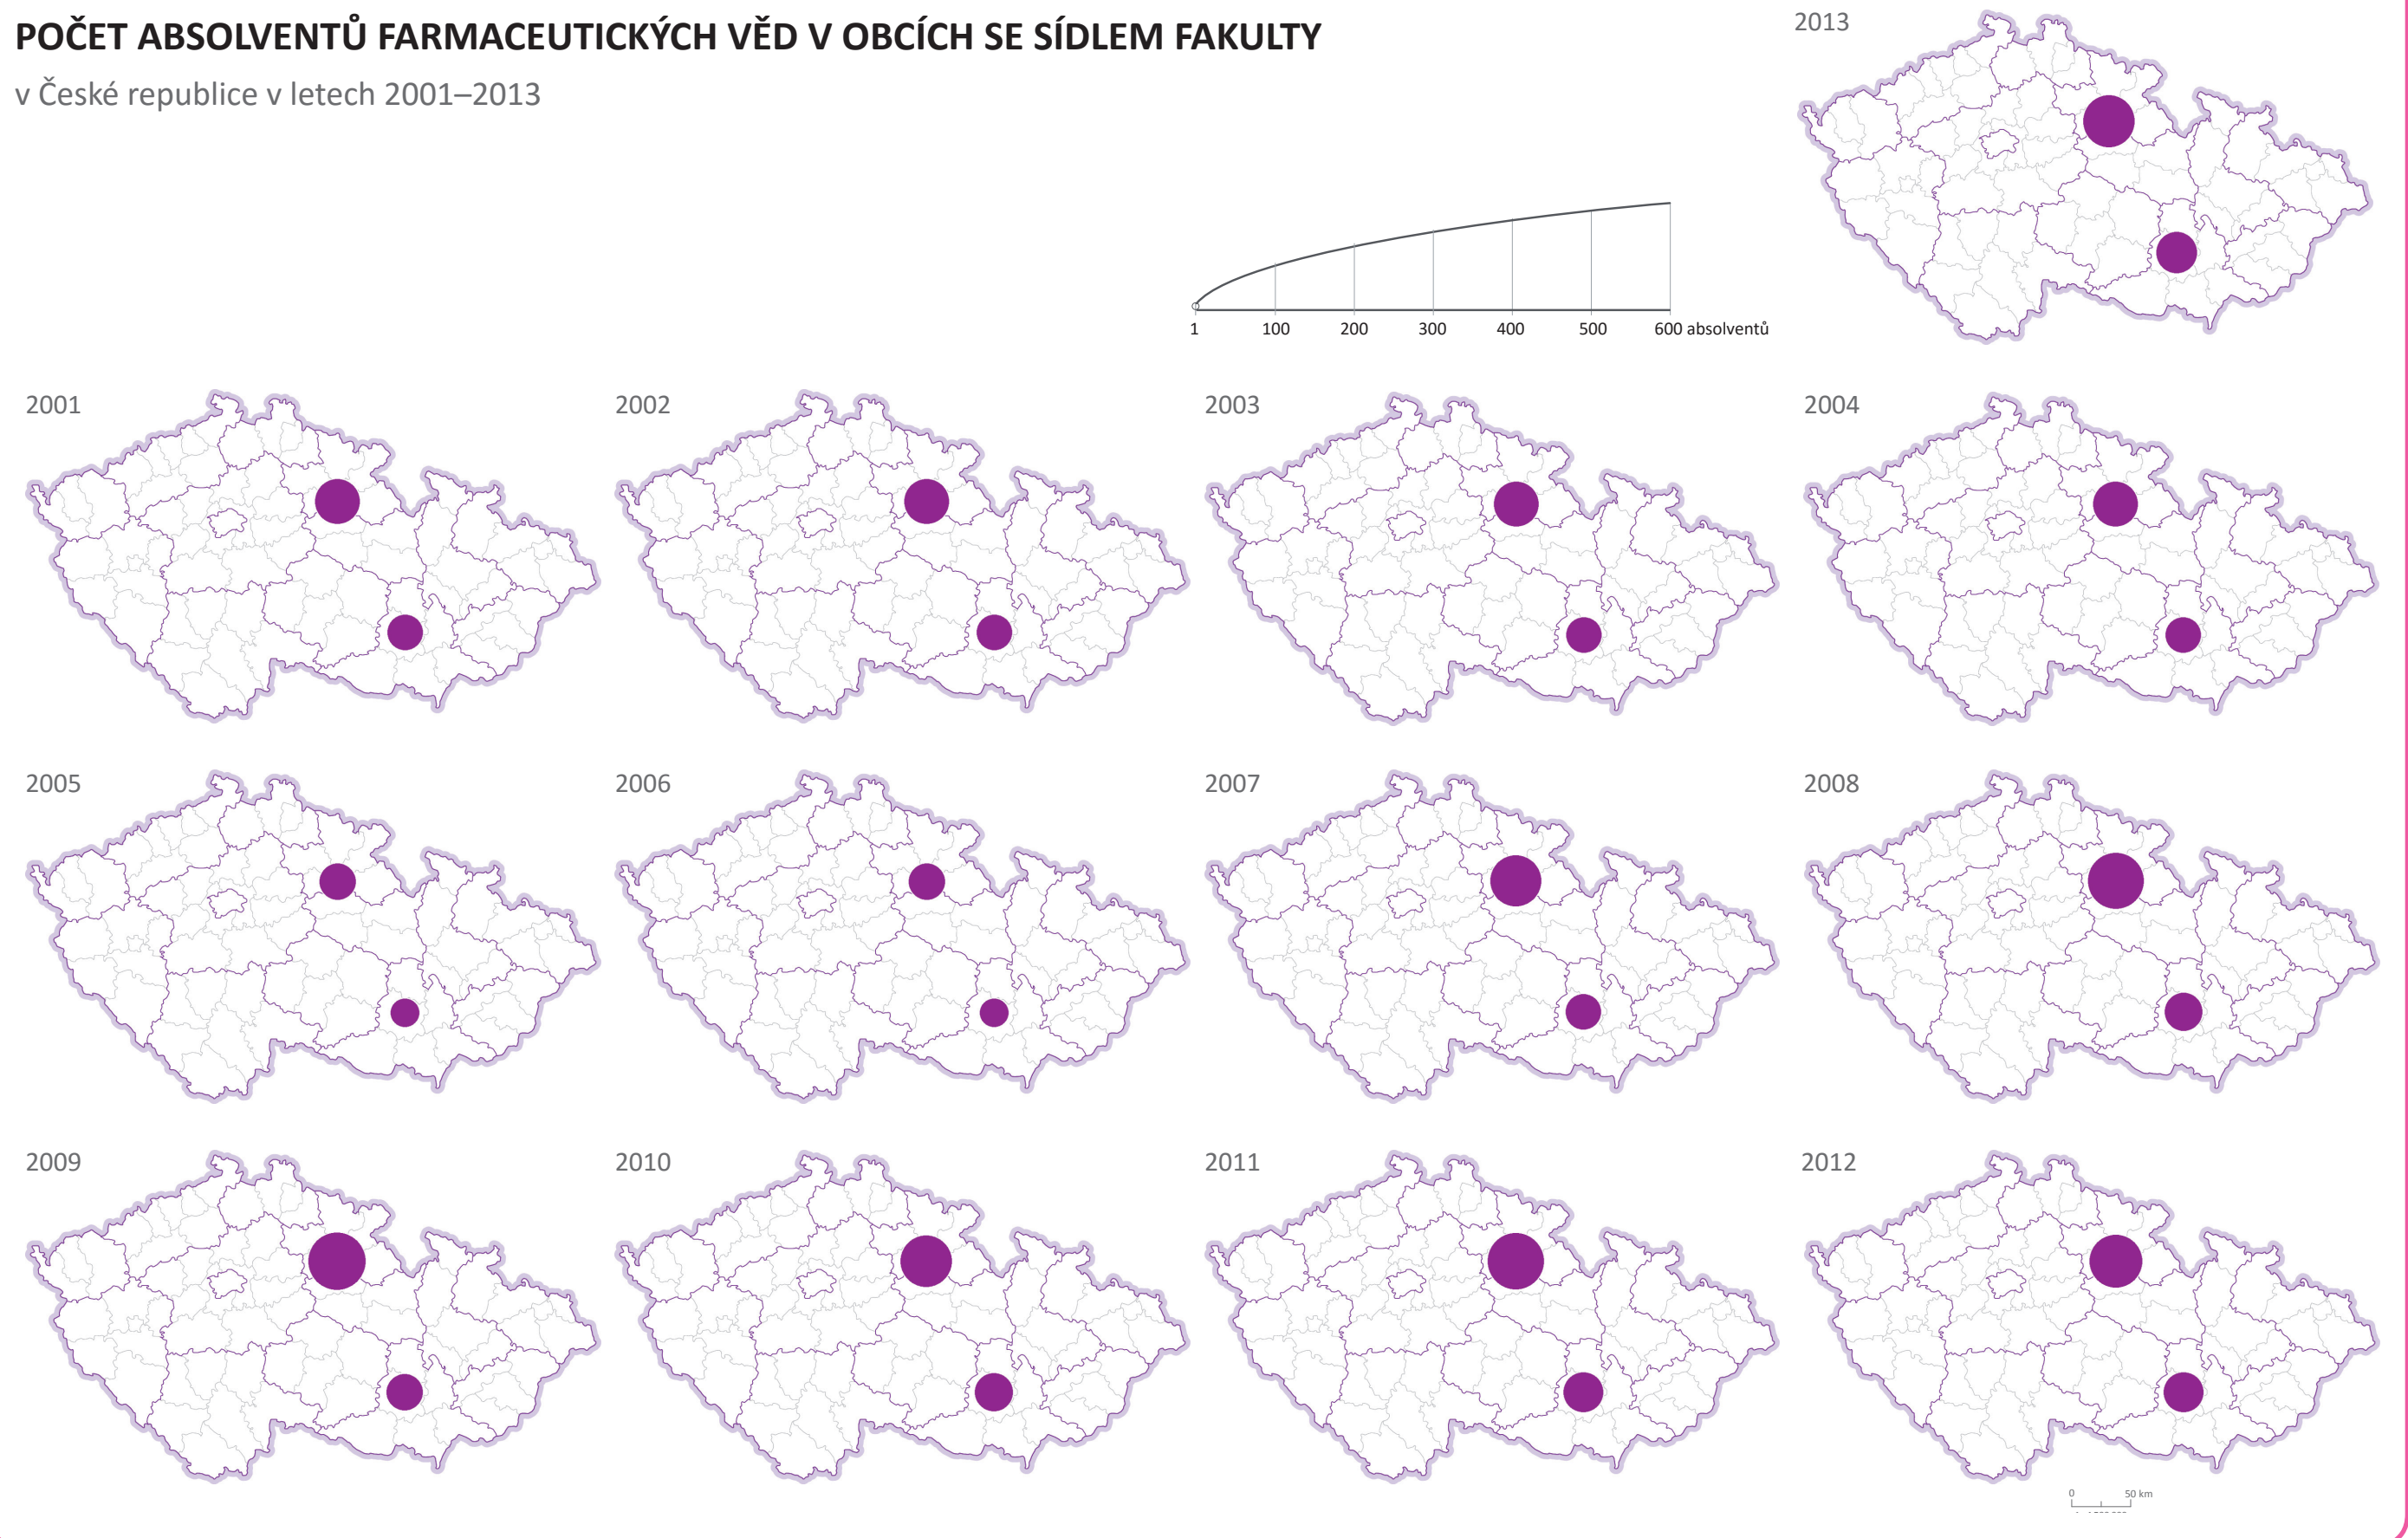 POČET ABSOLVENTŮ FARMACEUTICKÝCH VĚD V OBCÍCH SE SÍDLEM FAKULTY
v České republice v letech 2001–2013
2013
1 100 200 300 400 500 600 absolventů
2001 2002 2003 2004
2005 2006 2007 2008
2009 2010 2011 2012
0 50 km